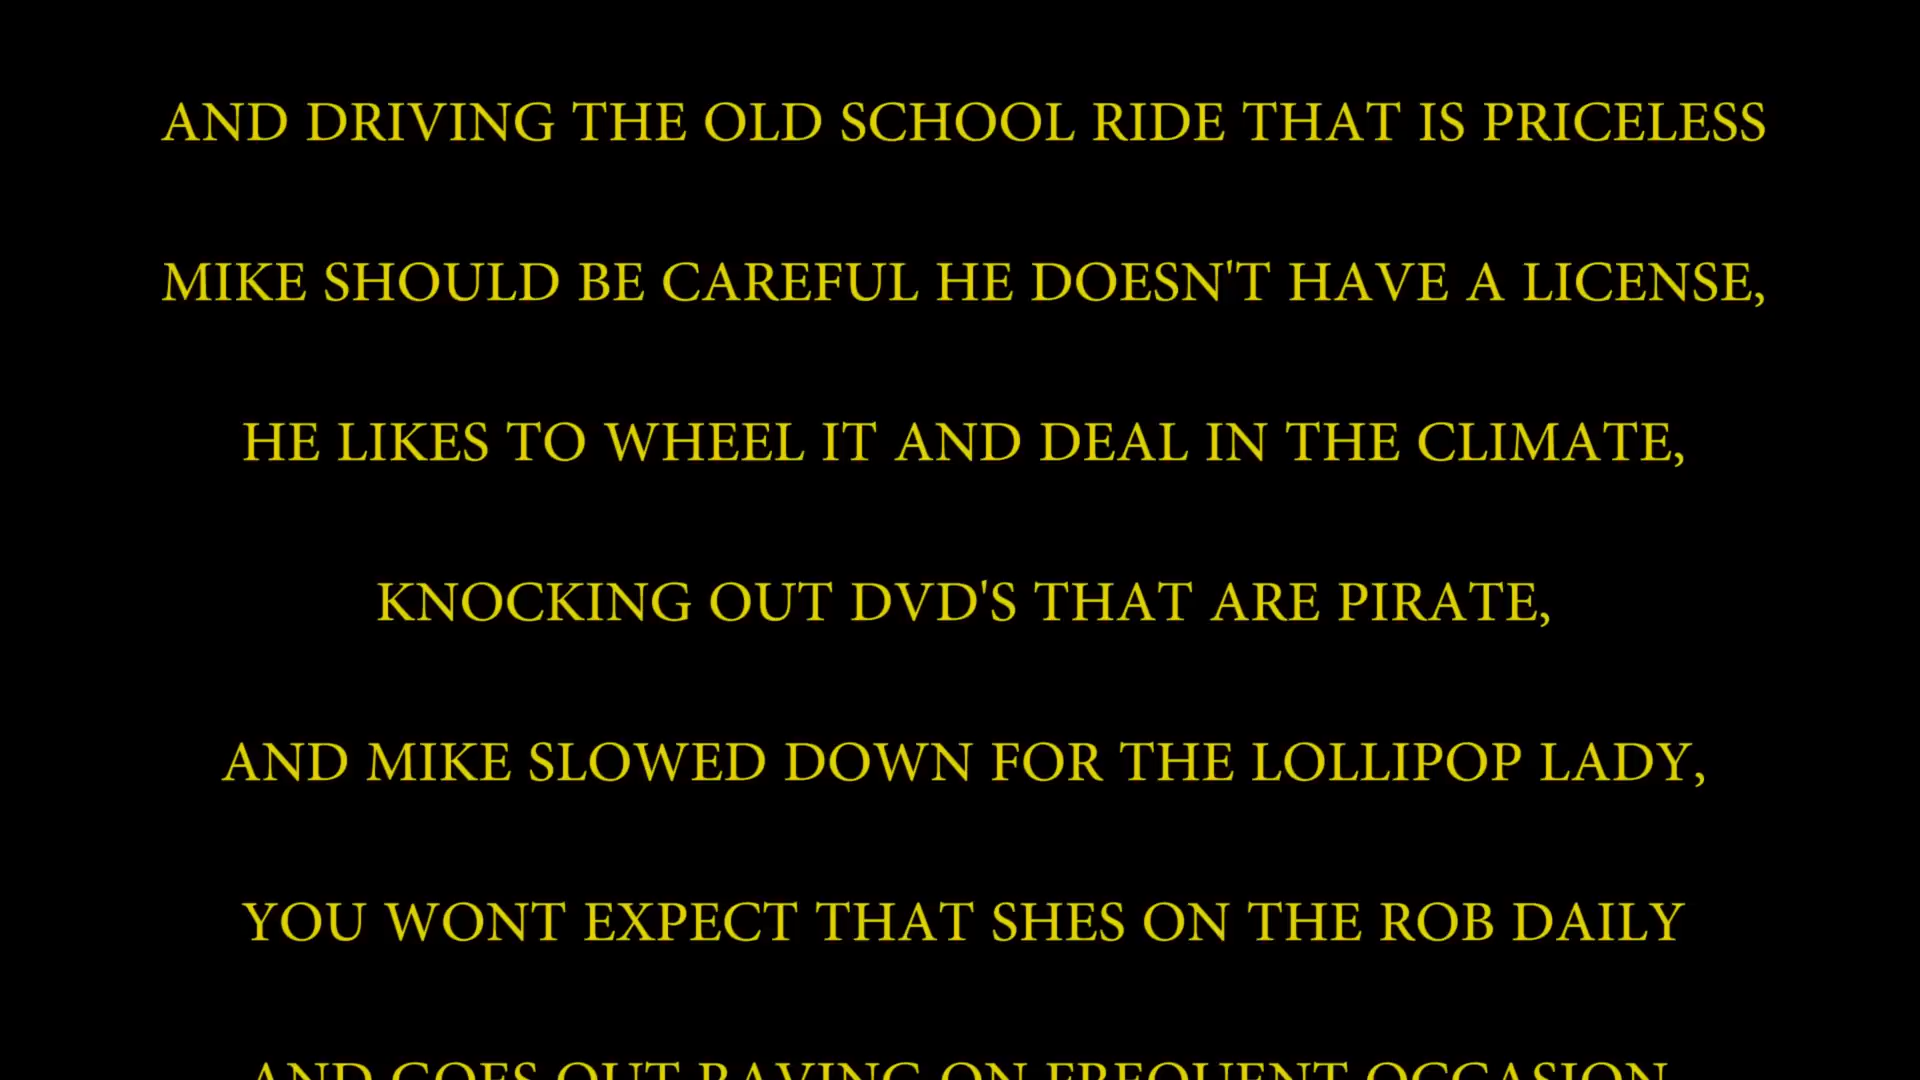 AND DRIVING THE OLD SCHOOL RIDE THAT IS PRICELESS
MIKE SHOULD BE CAREFUL HE DOESN'T HAVE A LICENSE,
HE LIKES TO WHEEL IT AND DEAL IN THE CLIMATE,
KNOCKING OUT DVD'S THAT ARE PIRATE,
AND MIKE SLOWED DOWN FOR THE LOLLIPOP LADY,
YOU WONT EXPECT THAT SHES ON THE ROB DAILY
AND GOES OUT RAVING ON FREQUENT OCCASION